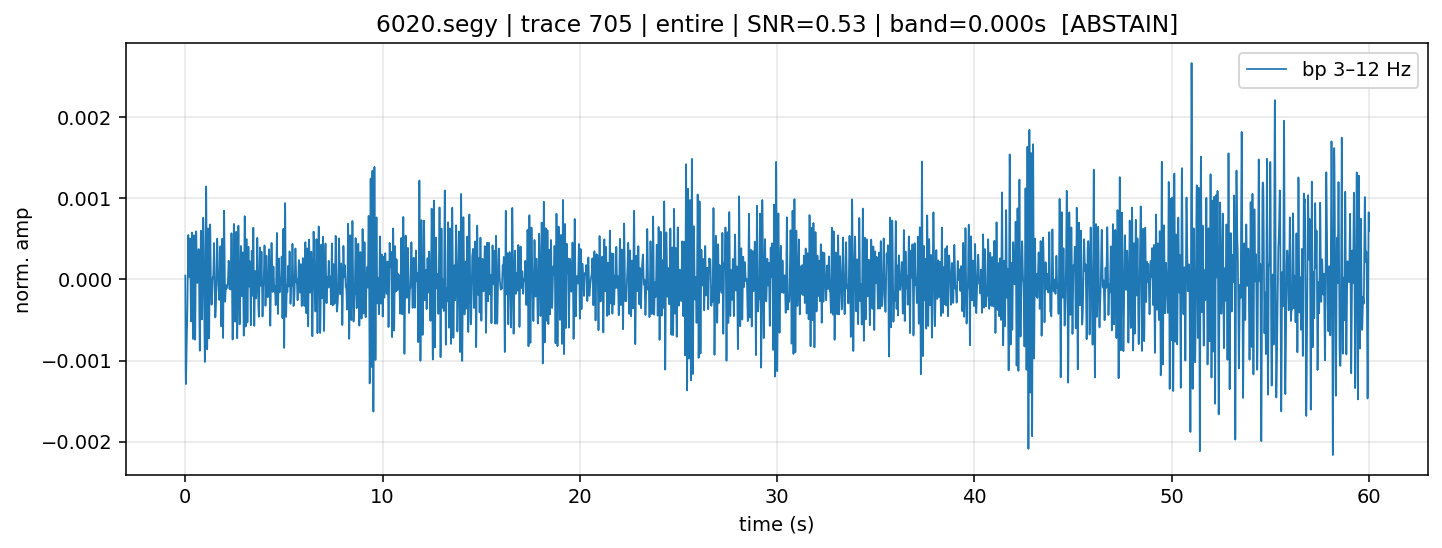 6020.segy | trace 705 | entire | SNR=0.53 | band=0.000s  [ABSTAIN]
bp 3–12 Hz
norm. amp
0.002
0.001
0.000
−0.001
−0.002
0 10 20 30 40 50 60
time (s)